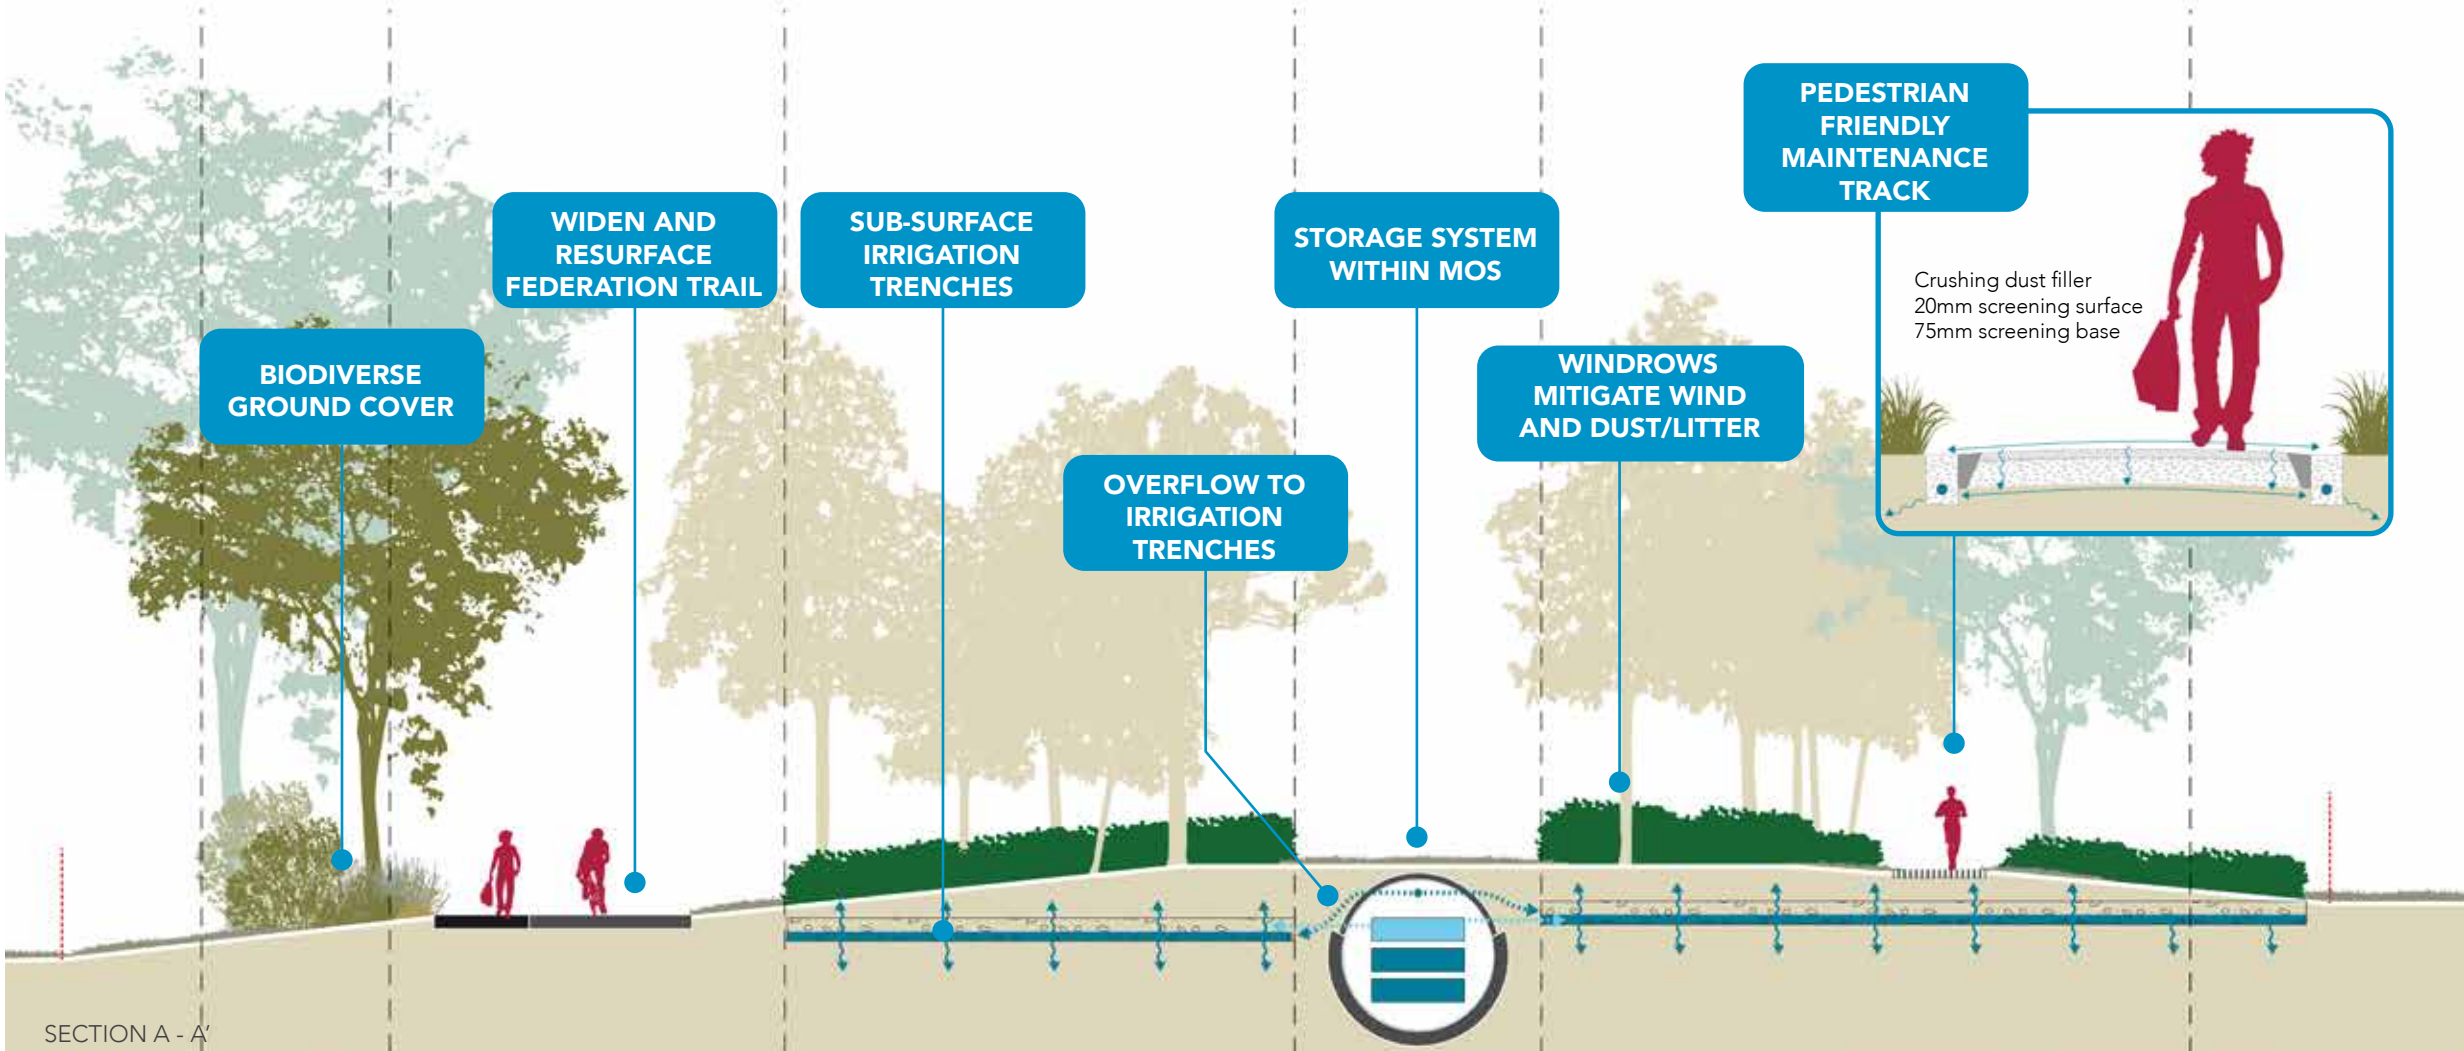 BIODIVERSE
GROUND COVER
WIDEN AND
RESURFACE
FEDERATION TRAIL
SUB-SURFACE
IRRIGATION
TRENCHES
OVERFLOW TO
IRRIGATION
TRENCHES
STORAGE SYSTEM
WITHIN MOS
WINDROWS
MITIGATE WIND
AND DUST/LITTER
PEDESTRIAN
FRIENDLY
MAINTENANCE
TRACK
Crushing dust filler
20mm screening surface
75mm screening base
SECTION A - A'